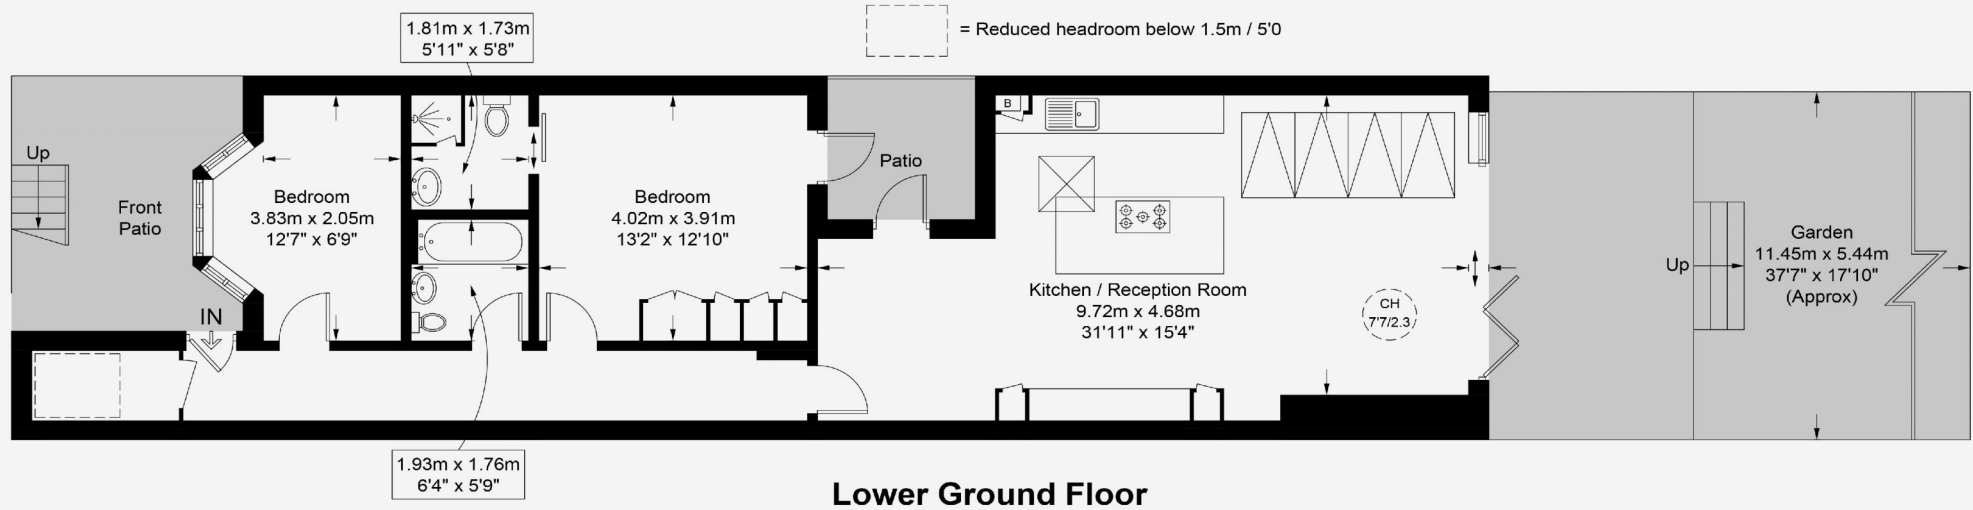 1.81m x 1.73m
5'11" x 5'8"
= Reduced headroom below 1.5m / 5'0
Up
Front
Patio
IN
Bedroom
3.83m x 2.05m
12'7" x 6'9"
Bedroom
4.02m x 3.91m
13'2" x 12'10"
Patio
B
Kitchen / Reception Room
9.72m x 4.68m
31'11" x 15'4"
CH
7'7/2.3
Up
Garden
11.45m x 5.44m
37'7" x 17'10"
(Approx)
1.93m x 1.76m
6'4" x 5'9"
Lower Ground Floor